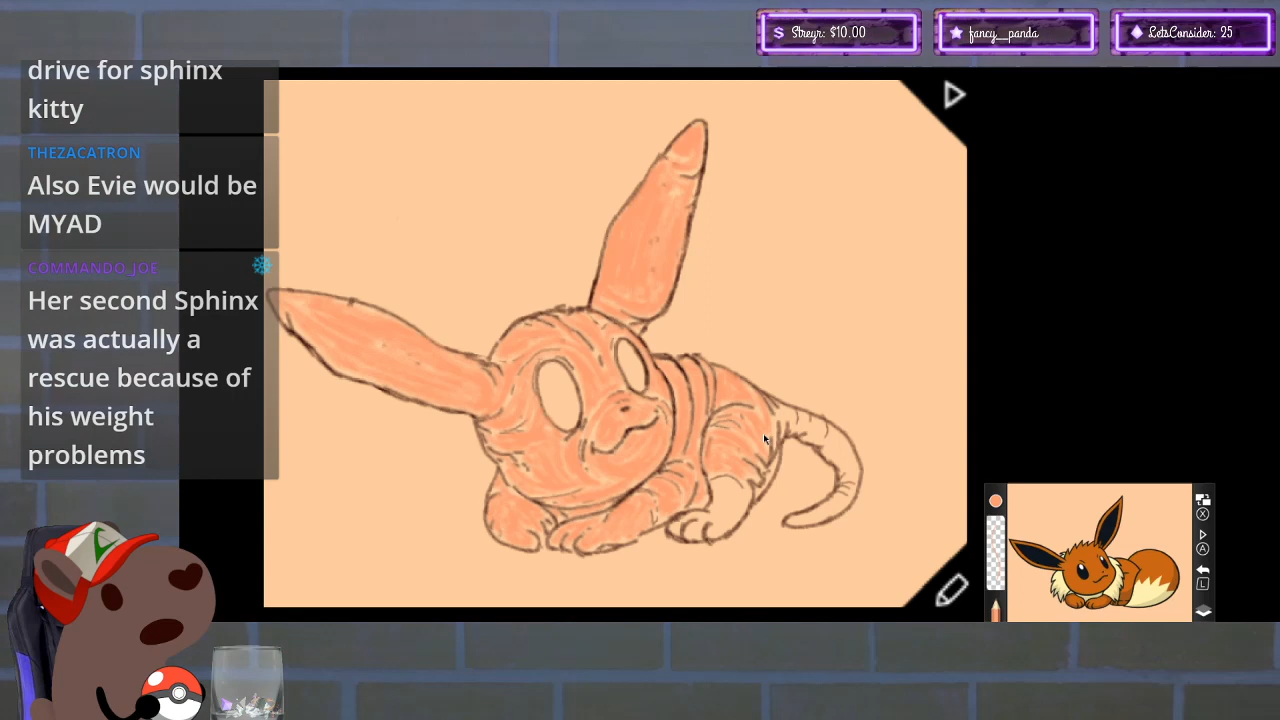 Streyr: $10.00
fancy__panda
LetsConsider: 25
drive for sphinx
kitty
THEZACATRON
Also Evie would be
MYAD
COMMANDO_JOE
Her second Sphinx
was actually a
rescue because of
his weight
problems
X
A
L